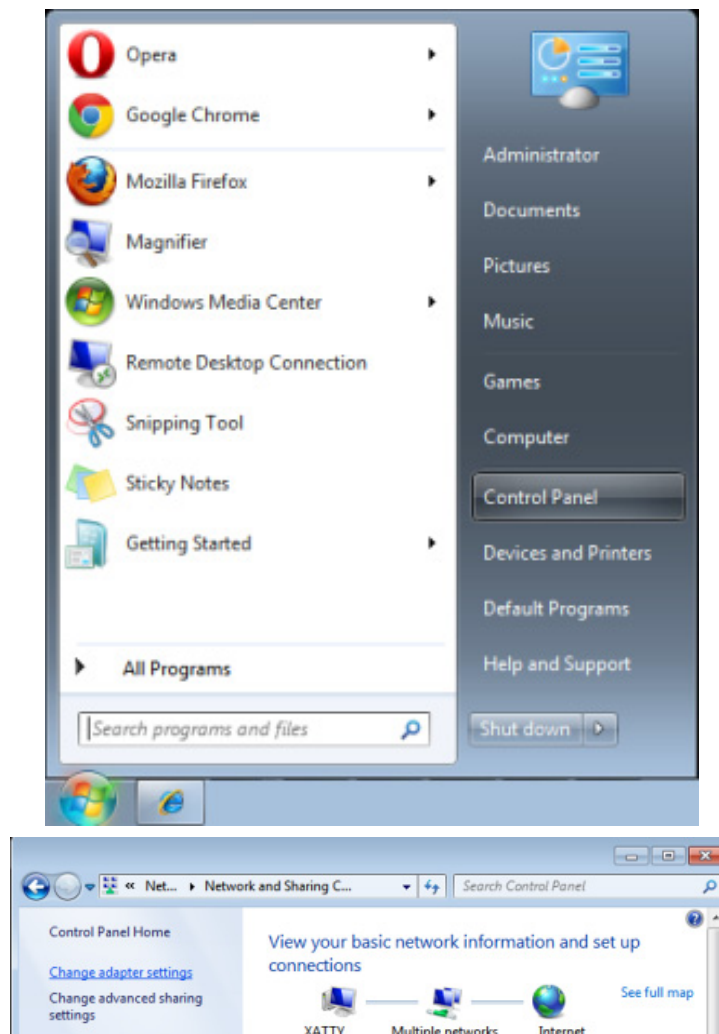 Opera
Google Chrome
Mozilla Firefox
Magnifier
Windows Media Center
Remote Desktop Connection
Snipping Tool
Sticky Notes
Getting Started
All Programs
Search programs and files
Administrator
Documents
Pictures
Music
Games
Computer
Control Panel
Devices and Printers
Default Programs
Help and Support
Shut down
« Net... Network and Sharing C...
Search Control Panel
Control Panel Home
Change adapter settings
Change advanced sharing
settings
View your basic network information and set up
connections
See full map
XATTY Multiple networks Internet